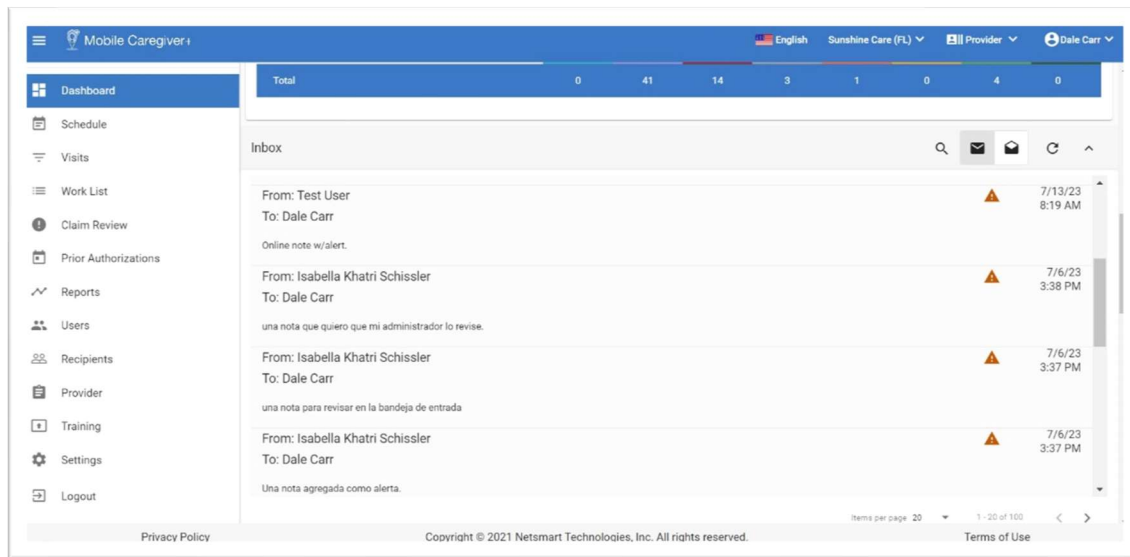 Mobile Caregiver+
English
Sunshine Care (FL)
Provider
Dale Carr
Dashboard
Schedule
Visits
Work List
Claim Review
Prior Authorizations
Reports
Users
Recipients
Provider
Training
Settings
Logout
Total 0 41 14 3 1 0 4 0
Inbox
From: Test User
To: Dale Carr
Online note w/alert.
7/13/23
8:19 AM
From: Isabella Khatri Schissler
To: Dale Carr
una nota que quiero que mi administrador lo revise.
7/6/23
3:38 PM
From: Isabella Khatri Schissler
To: Dale Carr
una nota para revisar en la bandeja de entrada
7/6/23
3:37 PM
From: Isabella Khatri Schissler
To: Dale Carr
Una nota agregada como alerta.
7/6/23
3:37 PM
Items per page 20
1 - 20 of 100
Privacy Policy
Copyright © 2021 Netsmart Technologies, Inc. All rights reserved.
Terms of Use